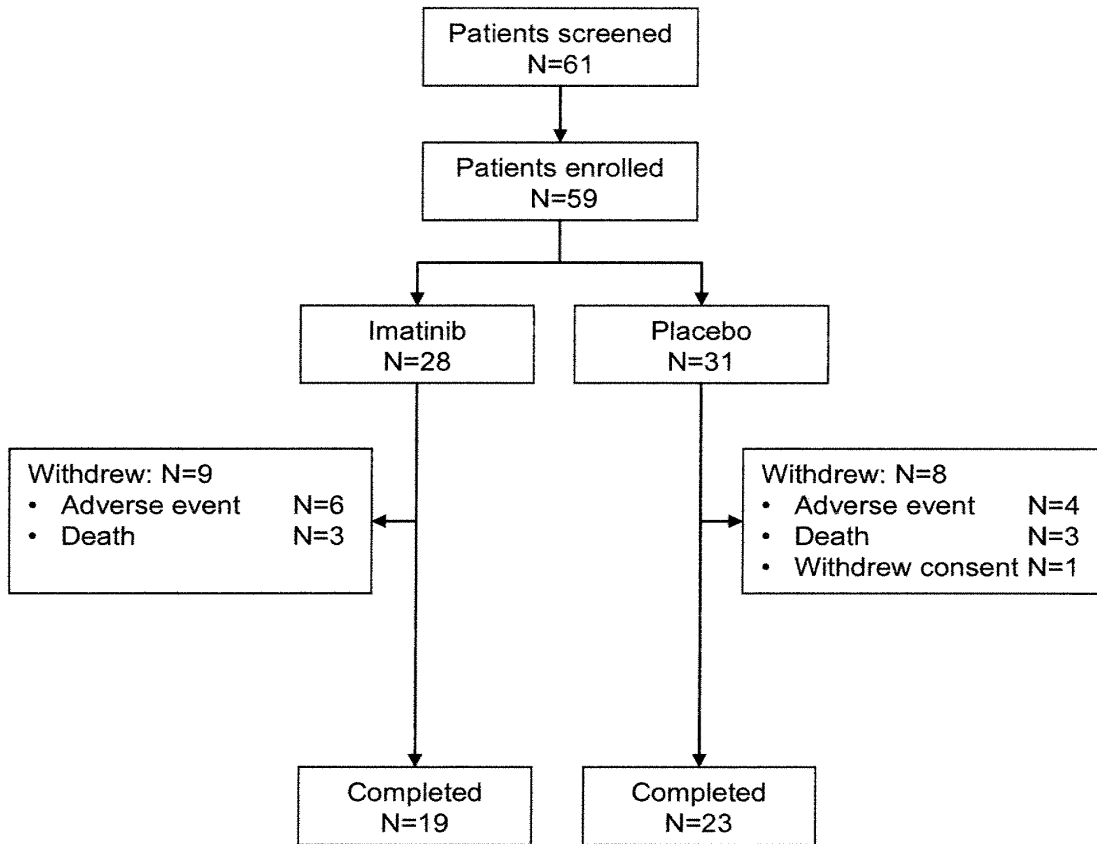 Patients screened
N=61
Patients enrolled
N=59
Imatinib
N=28
Placebo
N=31
Withdrew: N=9
• Adverse event N=6
• Death N=3
Withdrew: N=8
• Adverse event N=4
• Death N=3
• Withdrew consent N=1
Completed
N=19
Completed
N=23